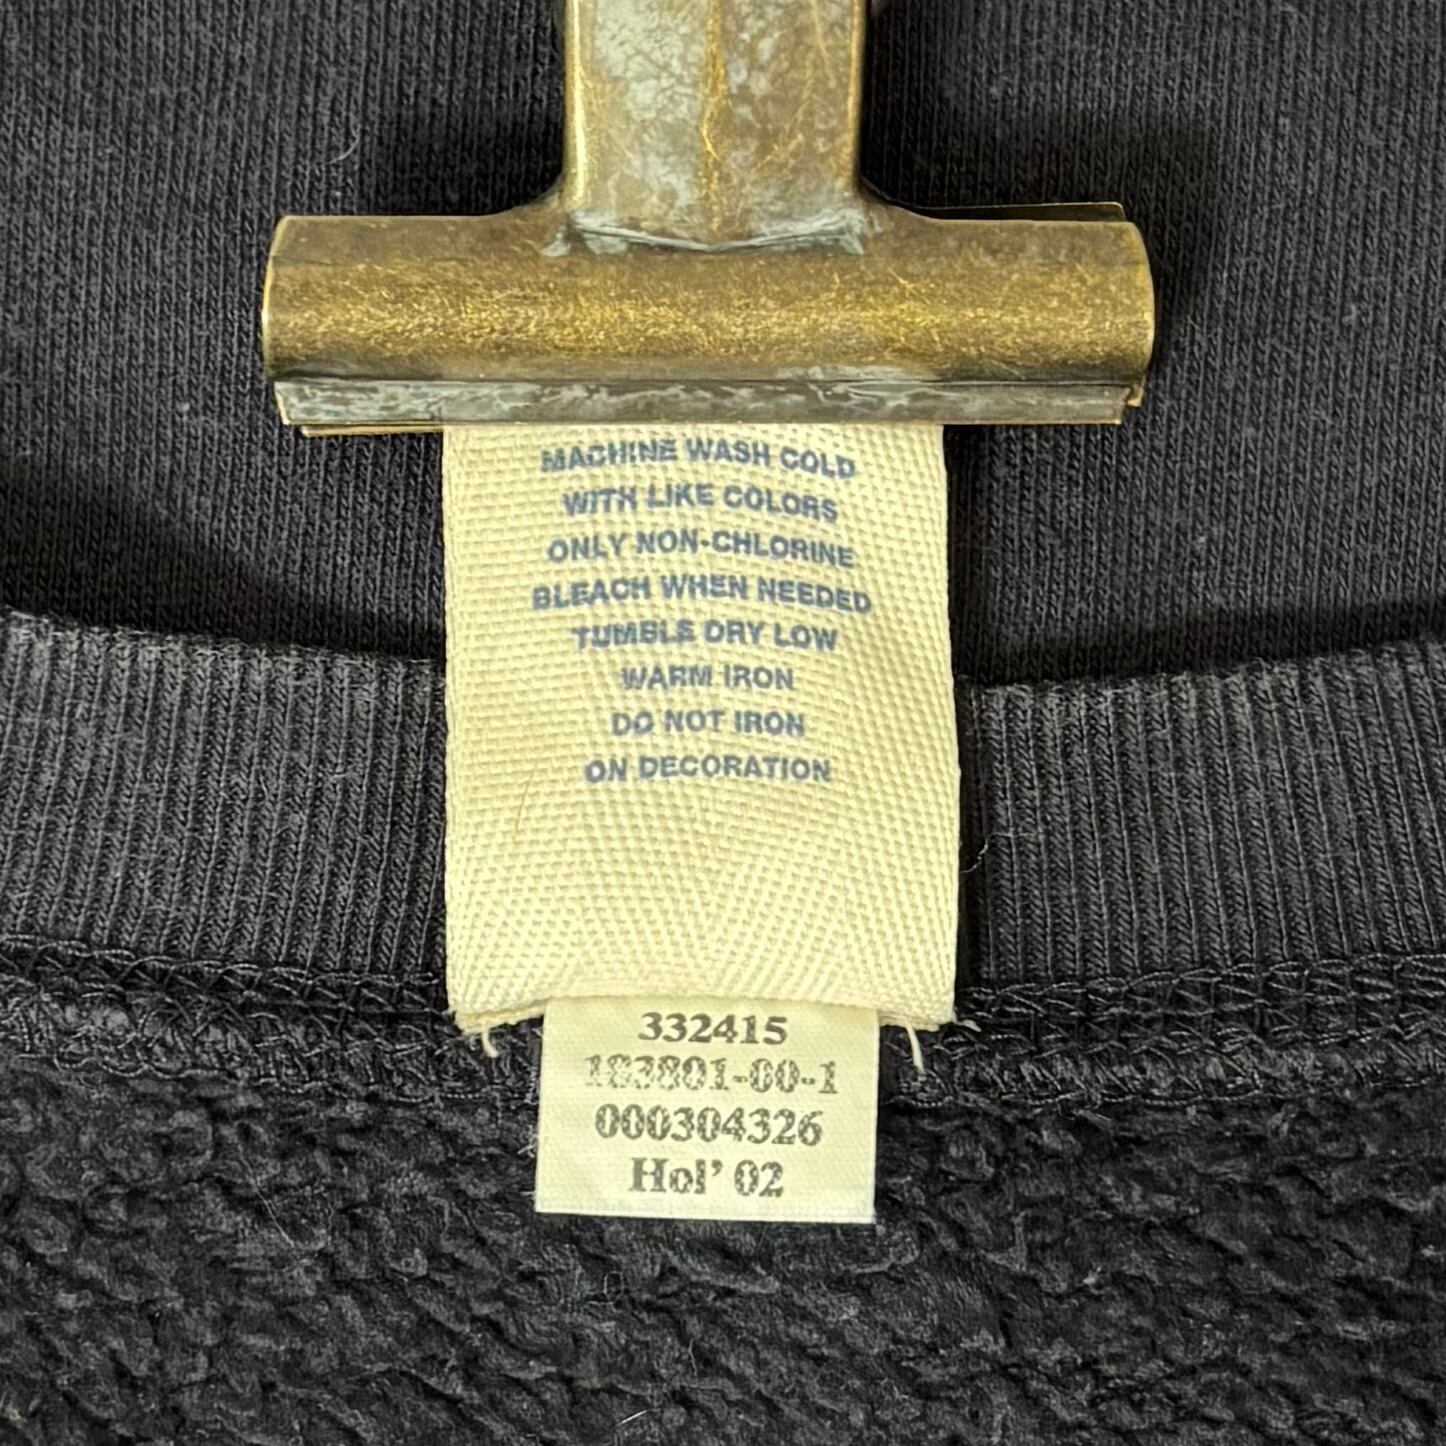 MACHINE WASH COLD
WITH LIKE COLORS
ONLY NON-CHLORINE
BLEACH WHEN NEEDED
TUMBLE DRY LOW
WARM IRON
DO NOT IRON
ON DECORATION
332415
183801-00-1
000304326
Hol' 02